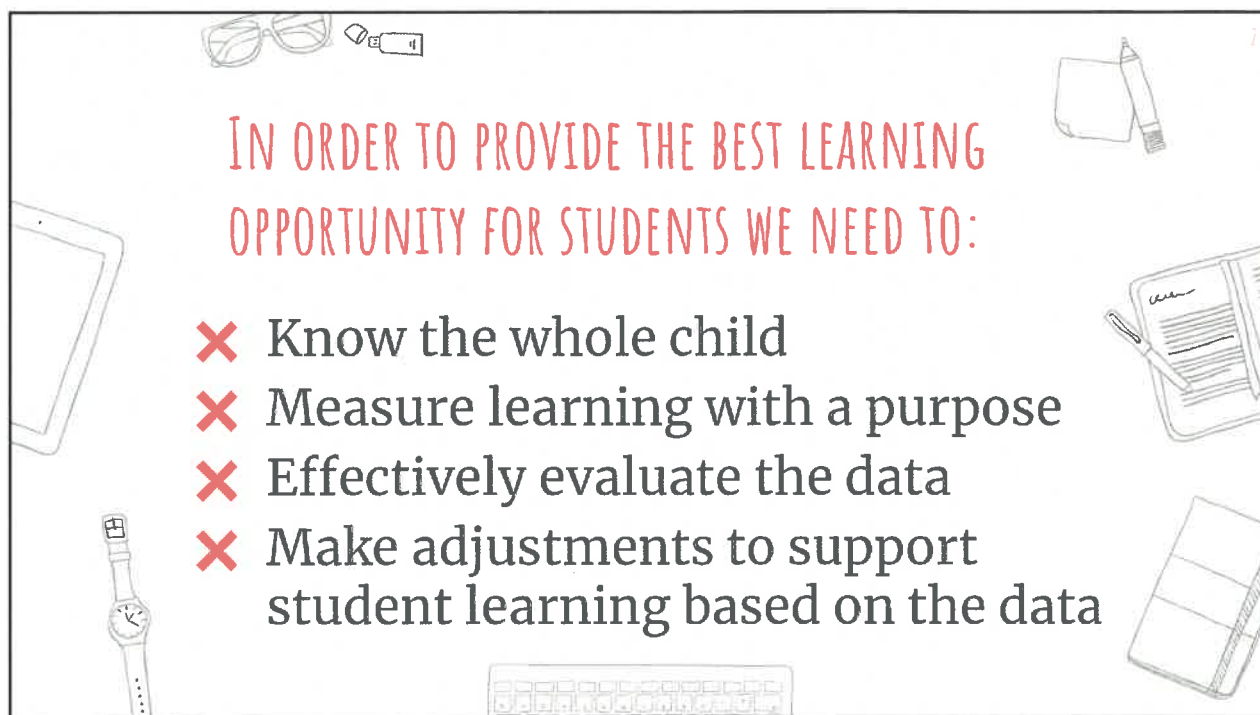 IN ORDER TO PROVIDE THE BEST LEARNING
OPPORTUNITY FOR STUDENTS WE NEED TO:
Know the whole child
Measure learning with a purpose
Effectively evaluate the data
Make adjustments to support
student learning based on the data